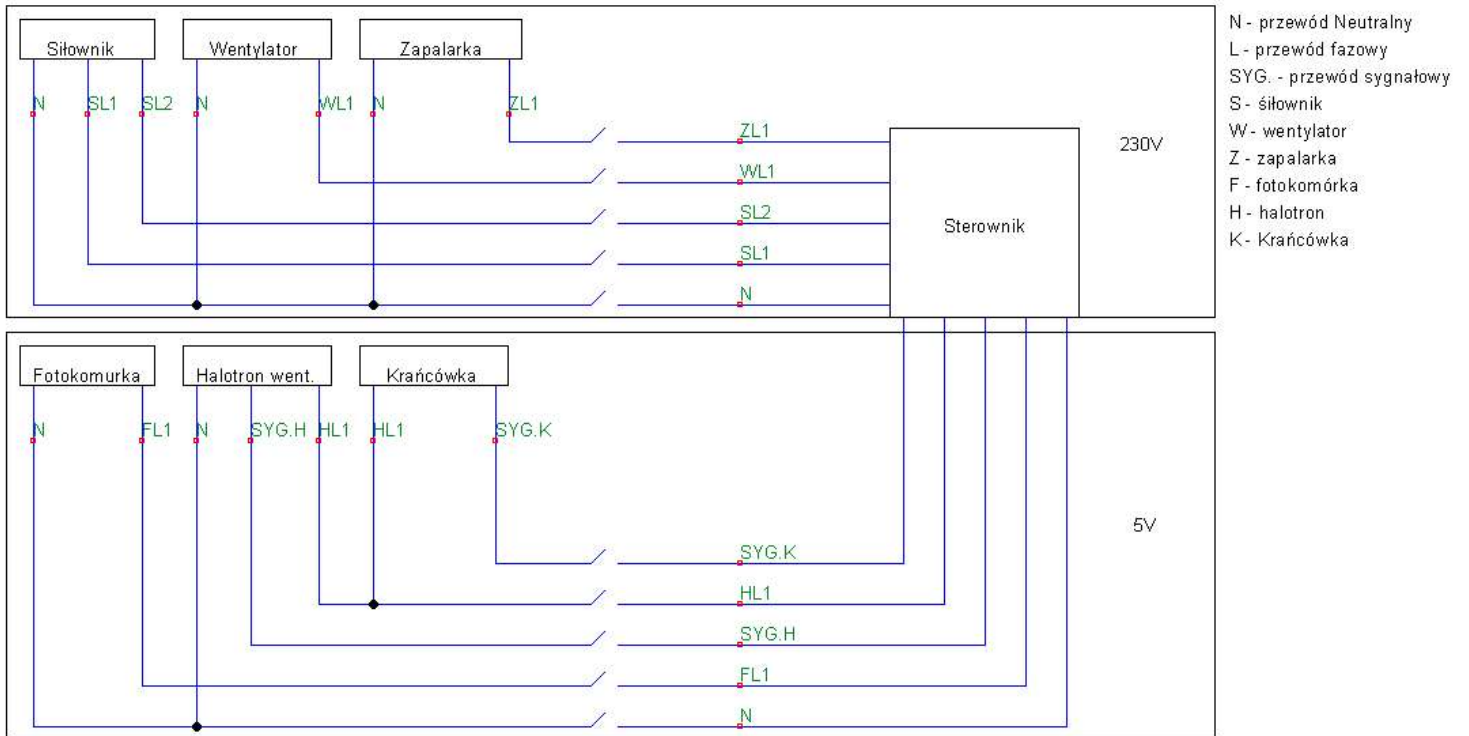 Siłownik
Wentylator
Zapalarka
N
SL1
SL2
N
WL1
N
ZL1
ZL1
WL1
SL2
SL1
N
Sterownik
230V
N - przewód Neutralny
L - przewód fazowy
SYG. - przewód sygnałowy
S - śiłownik
W - wentylator
Z - zapalarka
F - fotokomórka
H - halotron
K - Krańcówka
Fotokomurka
Halotron went.
Krańcówka
N
FL1
N
SYG.H
HL1
HL1
SYG.K
SYG.K
HL1
SYG.H
FL1
N
5V